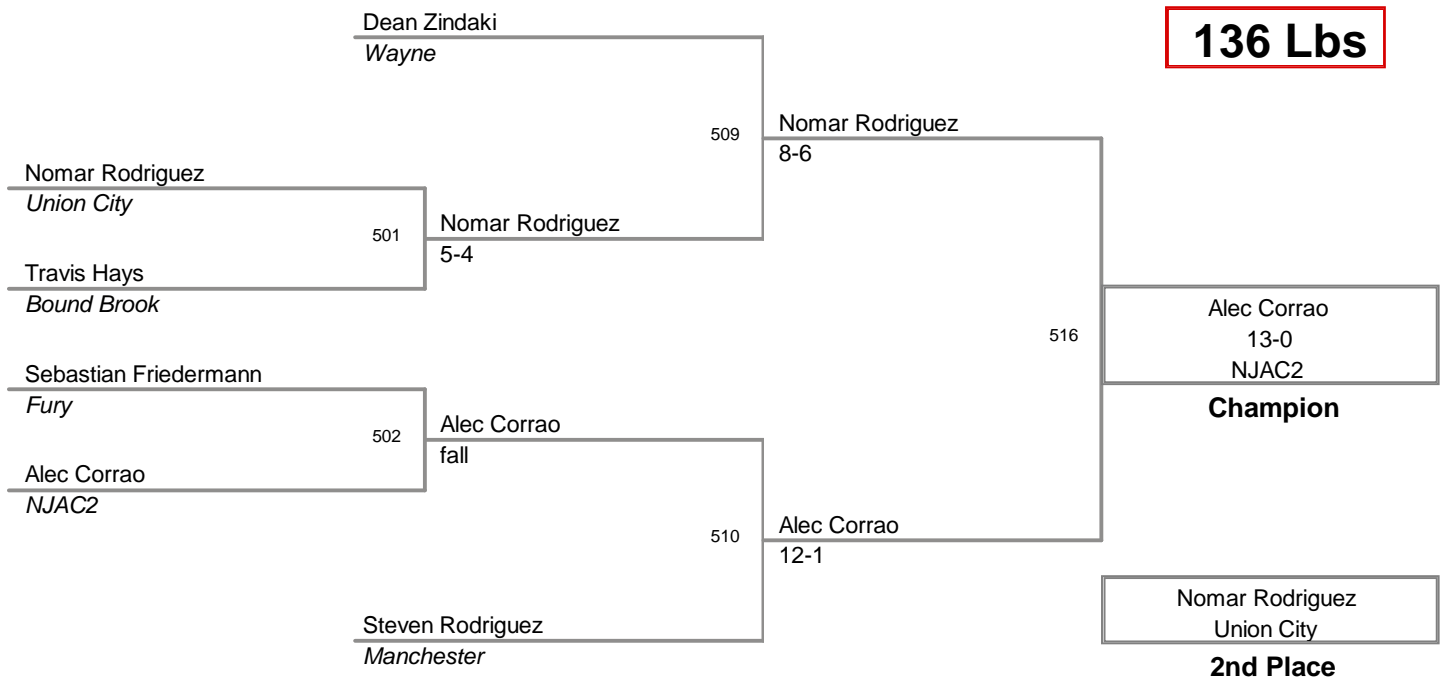 Dean Zindaki
Wayne
136 Lbs
509
Nomar Rodriguez
8-6
Nomar Rodriguez
Union City
501
Nomar Rodriguez
5-4
Travis Hays
Bound Brook
516
Alec Corrao
13-0
NJAC2
Champion
Sebastian Friedermann
Fury
502
Alec Corrao
fall
Alec Corrao
NJAC2
510
Alec Corrao
12-1
Steven Rodriguez
Manchester
Nomar Rodriguez
Union City
2nd Place